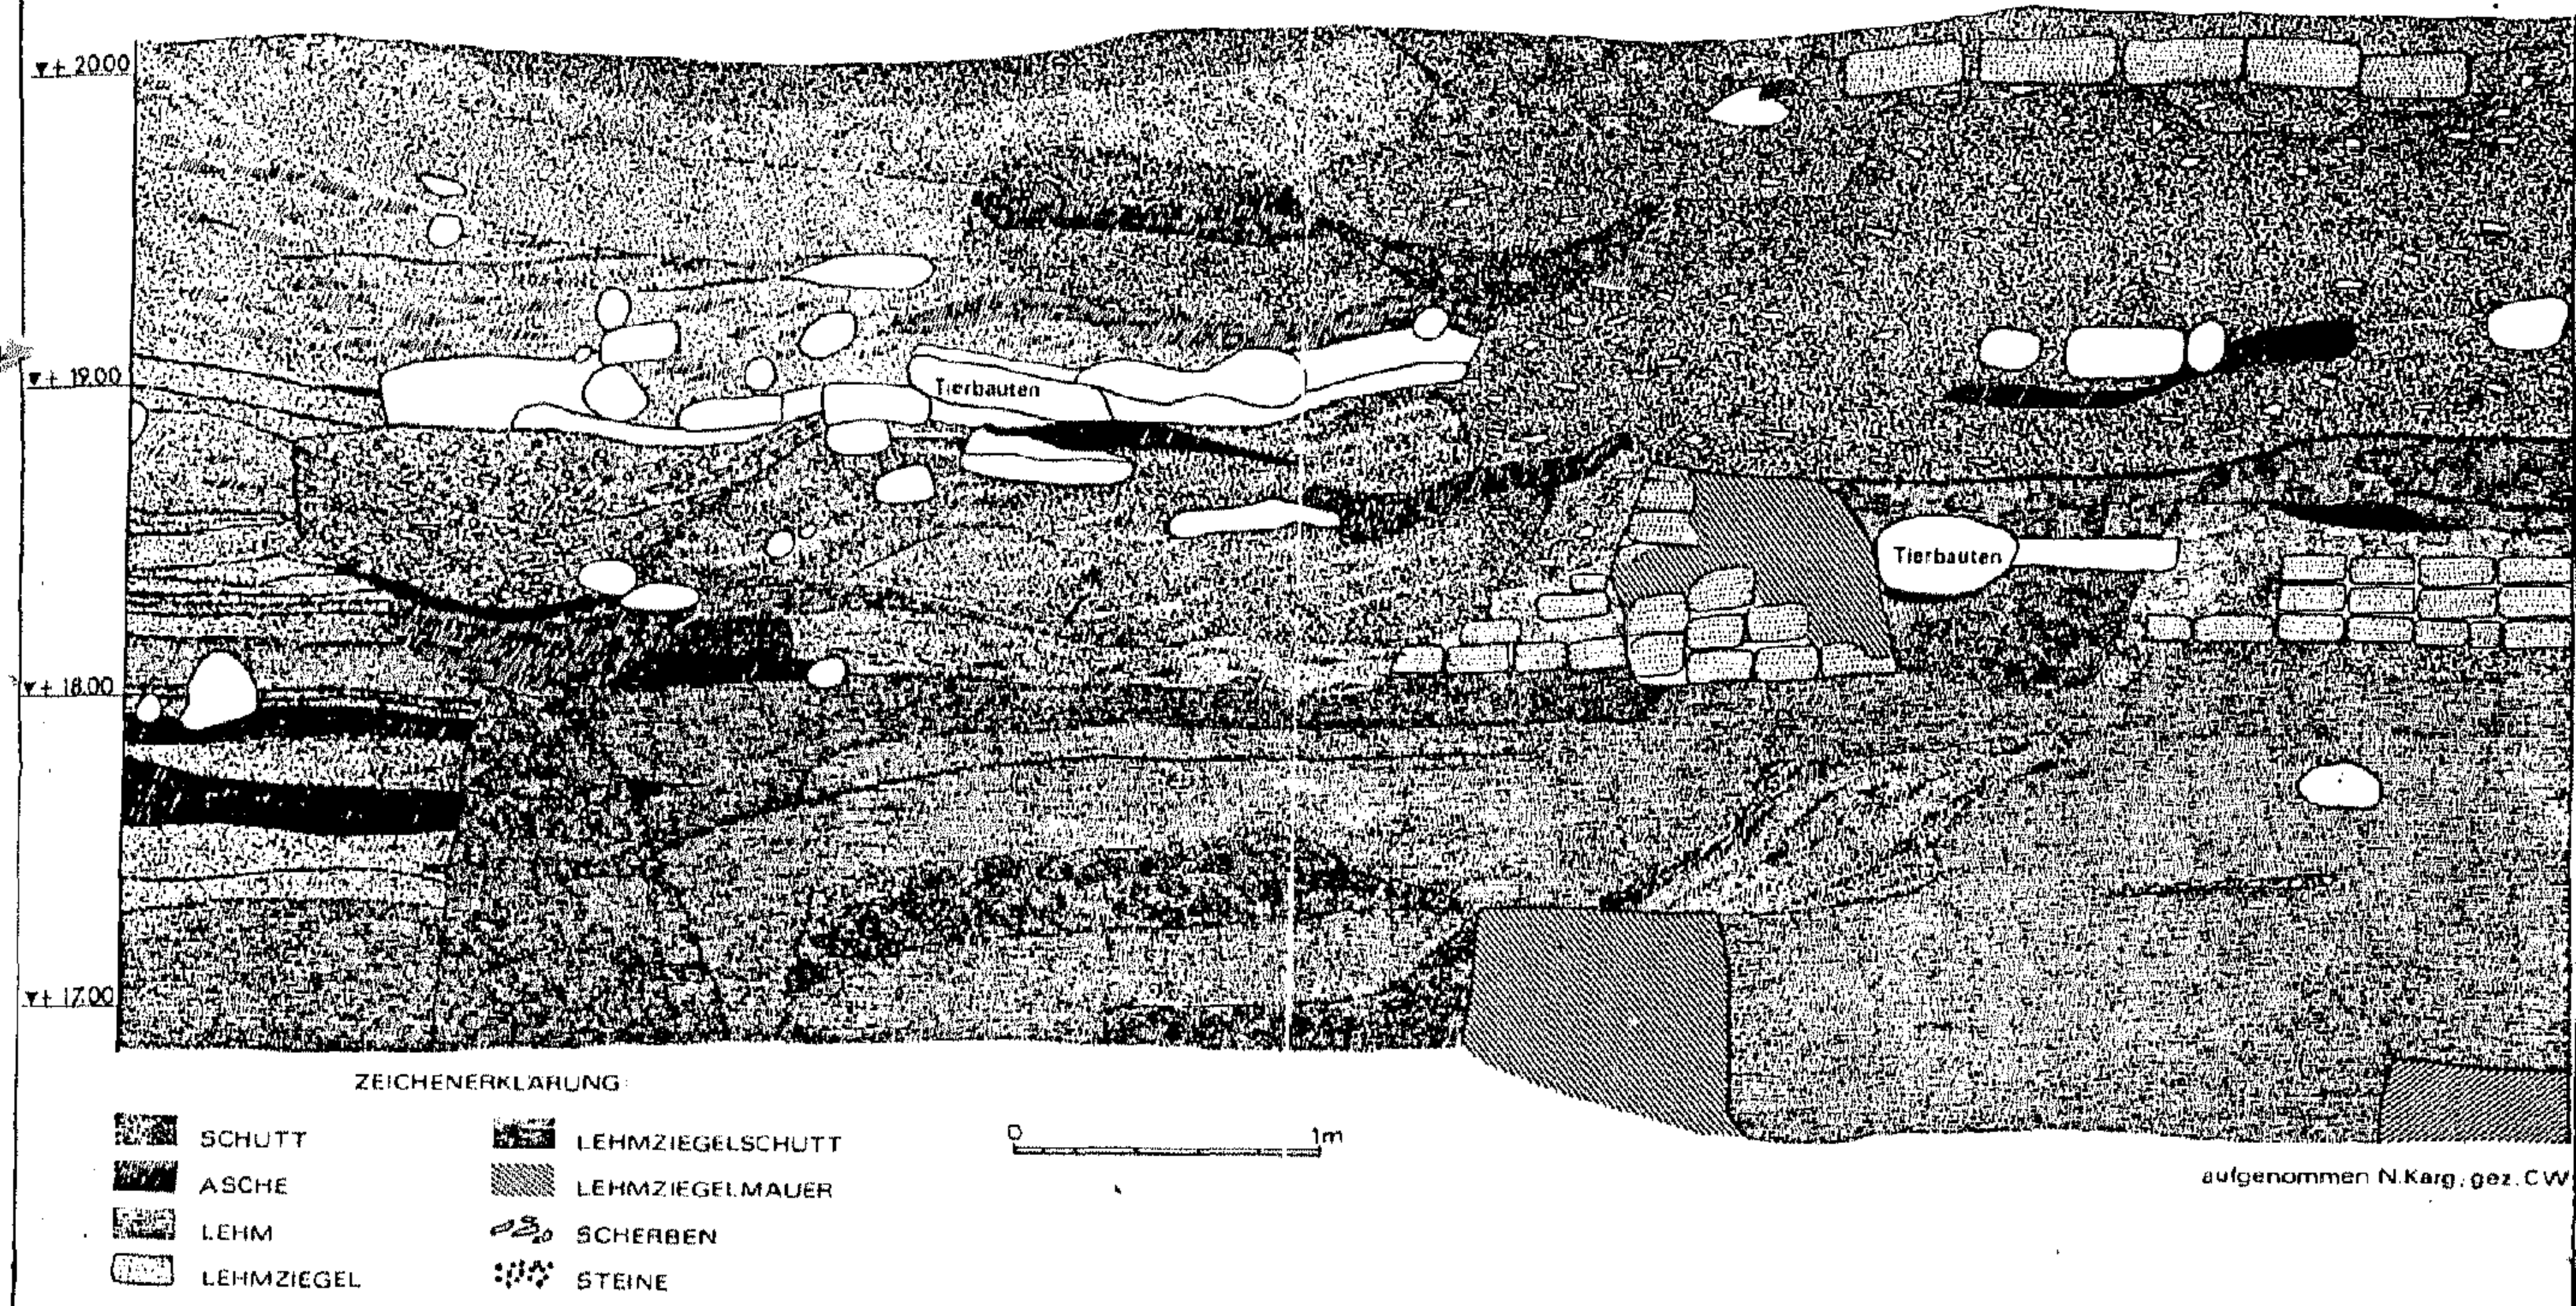 ▼+ 20.00
▼+ 19.00
Tierbauten
Tierbauten
▼+ 18.00
▼+ 17.00
ZEICHENERKLÄRUNG:
SCHUTT
ASCHE
LEHM
LEHMZIEGEL
LEHMZIEGELSCHUTT
LEHMZIEGELMAUER
SCHERBEN
STEINE
0 1m
aufgenommen N.Karg, gez. CW